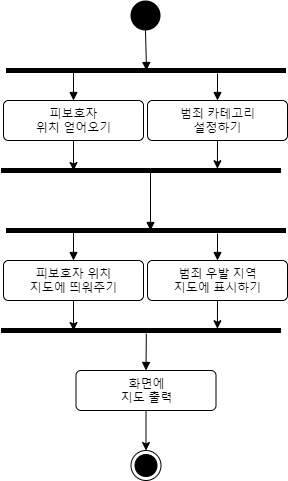 피보호자
위치 얻어오기
범죄 카테고리
설정하기
피보호자 위치
지도에 띄워주기
범죄 우발 지역
지도에 표시하기
화면에
지도 출력